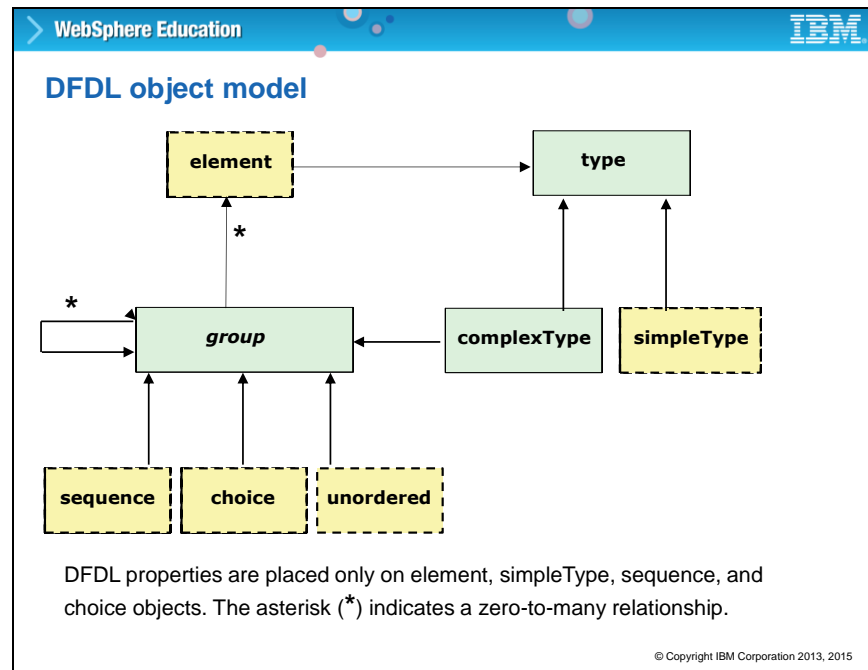 WebSphere Education
IBM
DFDL object model
element
type
*
*
group
complexType
simpleType
sequence
choice
unordered
DFDL properties are placed only on element, simpleType, sequence, and
choice objects. The asterisk (*) indicates a zero-to-many relationship.
© Copyright IBM Corporation 2013, 2015